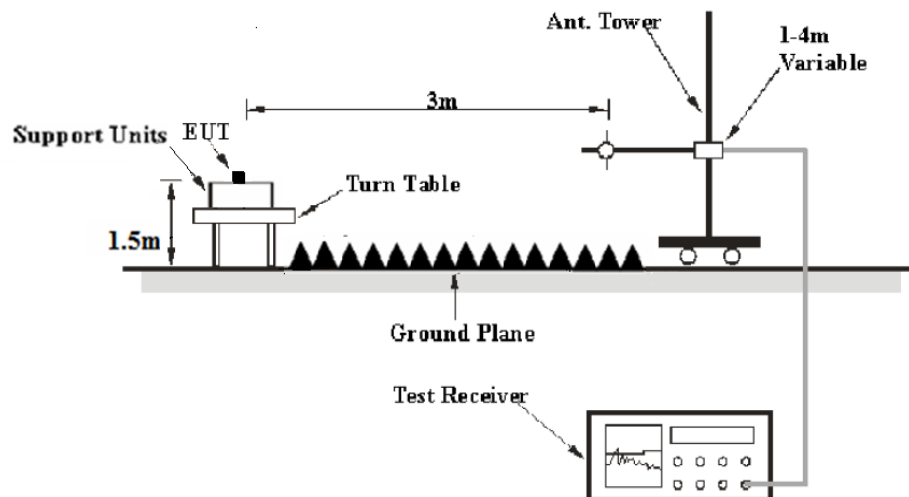 Ant. Tower
1-4m
Variable
3m
Support Units
EUT
Turn Table
1.5m
Ground Plane
Test Receiver